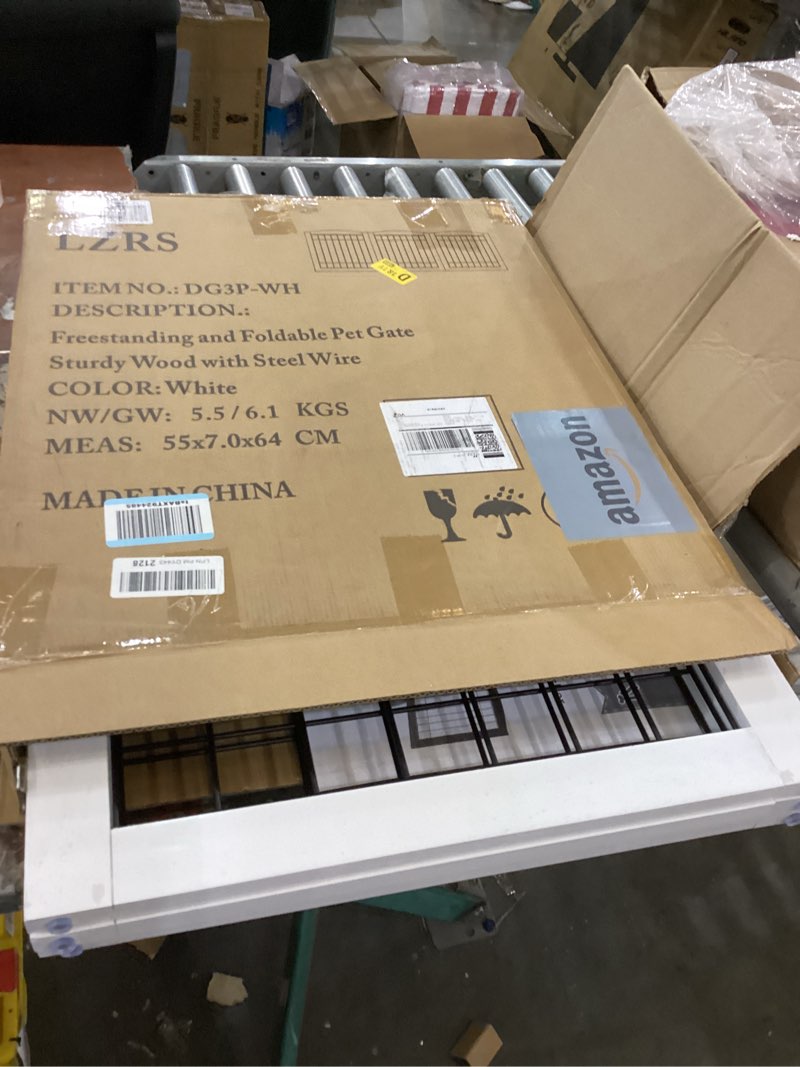 LZRS
ITEM NO.: DG3P-WH
DESCRIPTION.:
Freestanding and Foldable Pet Gate
Sturdy Wood with Steel Wire
COLOR: White
NW/GW: 5.5 / 6.1 KGS
MEAS: 55x7.0x64 CM
MADE IN CHINA
2128
amazon